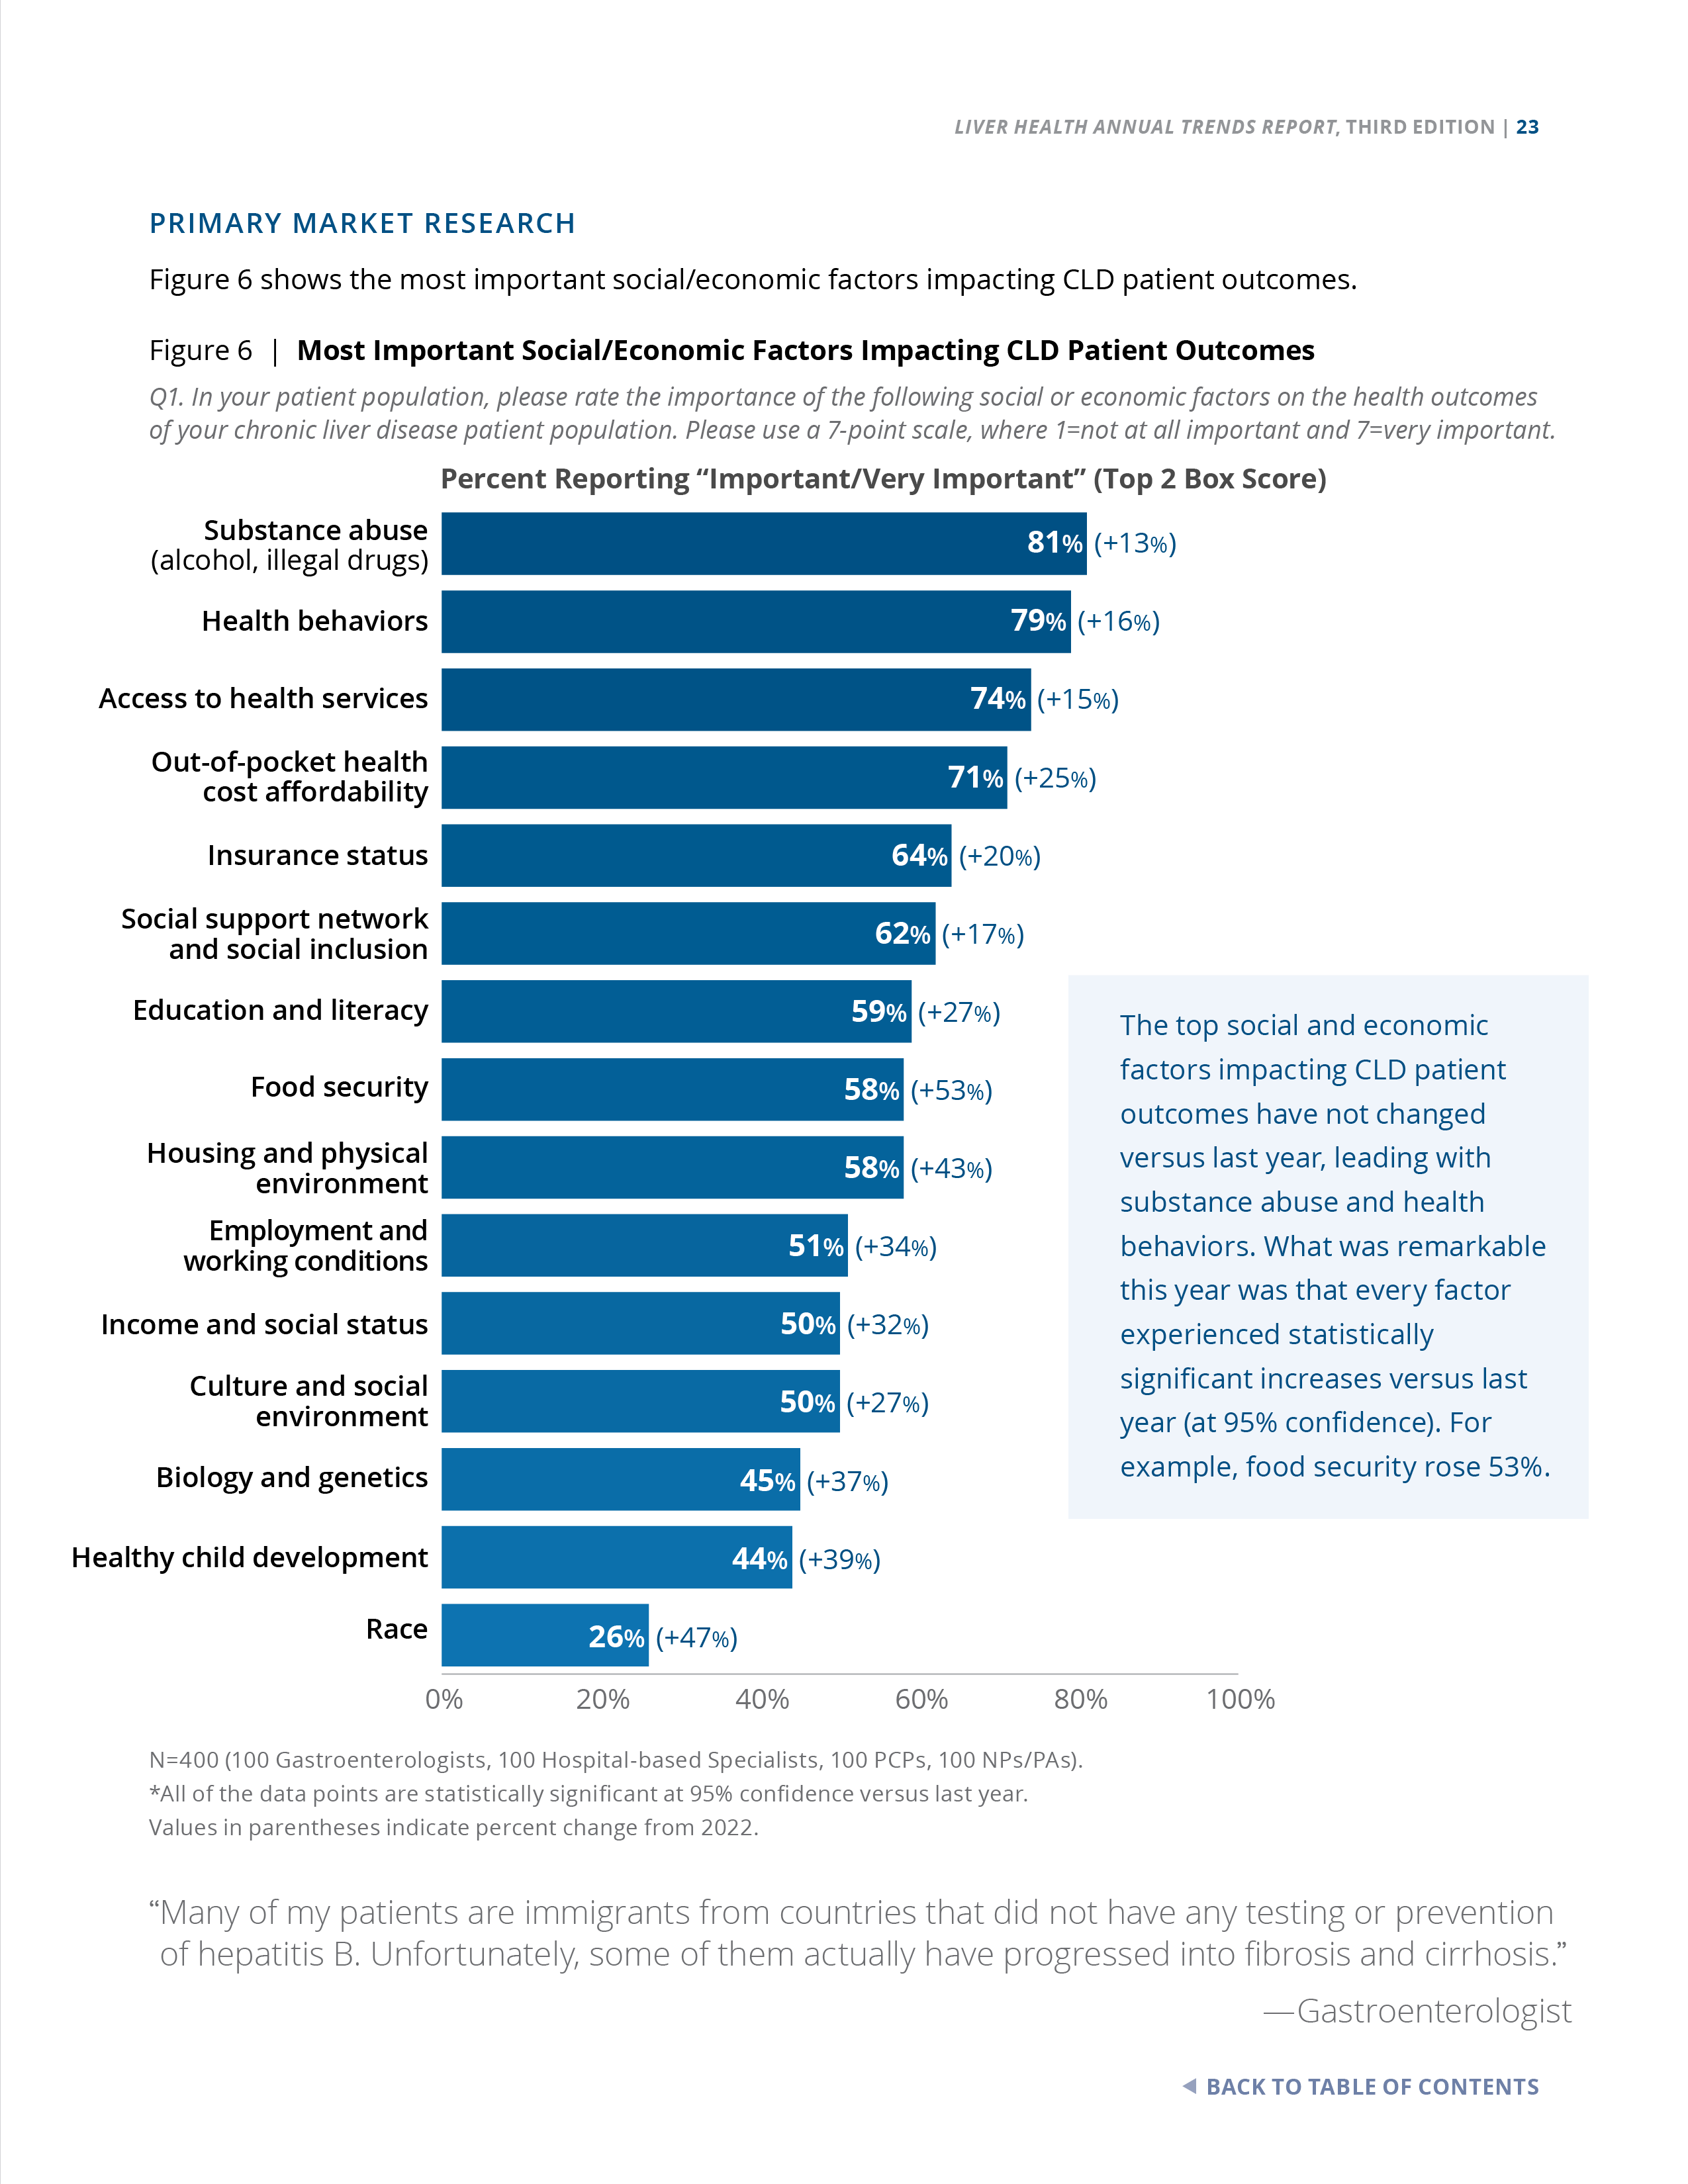 LIVER HEALTH ANNUAL TRENDS REPORT, THIRD EDITION | 23
PRIMARY MARKET RESEARCH
Figure 6 shows the most important social/economic factors impacting CLD patient outcomes.
Figure 6 | Most Important Social/Economic Factors Impacting CLD Patient Outcomes
Q1. In your patient population, please rate the importance of the following social or economic factors on the health outcomes
of your chronic liver disease patient population. Please use a 7-point scale, where 1=not at all important and 7=very important.
Percent Reporting “Important/Very Important” (Top 2 Box Score)
Substance abuse
(alcohol, illegal drugs)
81% (+13%)
Health behaviors
79% (+16%)
Access to health services
74% (+15%)
Out-of-pocket health
cost affordability
71% (+25%)
Insurance status
64% (+20%)
Social support network
and social inclusion
62% (+17%)
Education and literacy
59% (+27%)
Food security
58% (+53%)
Housing and physical
environment
58% (+43%)
Employment and
working conditions
51% (+34%)
Income and social status
50% (+32%)
Culture and social
environment
50% (+27%)
Biology and genetics
45% (+37%)
Healthy child development
44% (+39%)
Race
26% (+47%)
0% 20% 40% 60% 80% 100%
The top social and economic
factors impacting CLD patient
outcomes have not changed
versus last year, leading with
substance abuse and health
behaviors. What was remarkable
this year was that every factor
experienced statistically
significant increases versus last
year (at 95% confidence). For
example, food security rose 53%.
N=400 (100 Gastroenterologists, 100 Hospital-based Specialists, 100 PCPs, 100 NPs/PAs).
*All of the data points are statistically significant at 95% confidence versus last year.
Values in parentheses indicate percent change from 2022.
“Many of my patients are immigrants from countries that did not have any testing or prevention
of hepatitis B. Unfortunately, some of them actually have progressed into fibrosis and cirrhosis.”
—Gastroenterologist
BACK TO TABLE OF CONTENTS